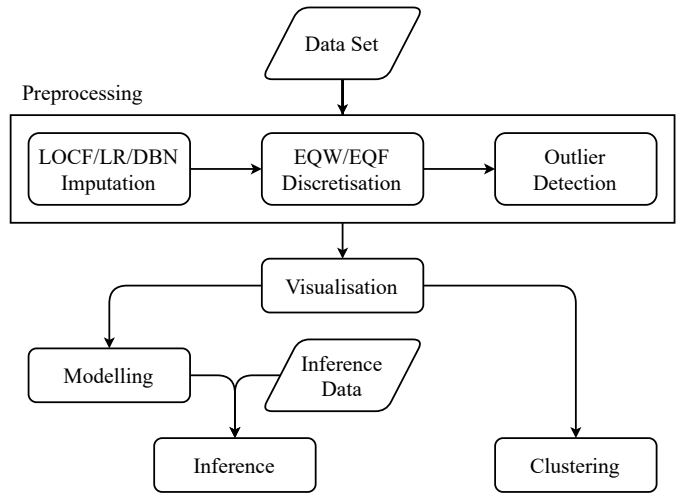 Data Set
Preprocessing
LOCF/LR/DBN
Imputation
EQW/EQF
Discretisation
Outlier
Detection
Visualisation
Modelling
Inference
Data
Inference
Clustering